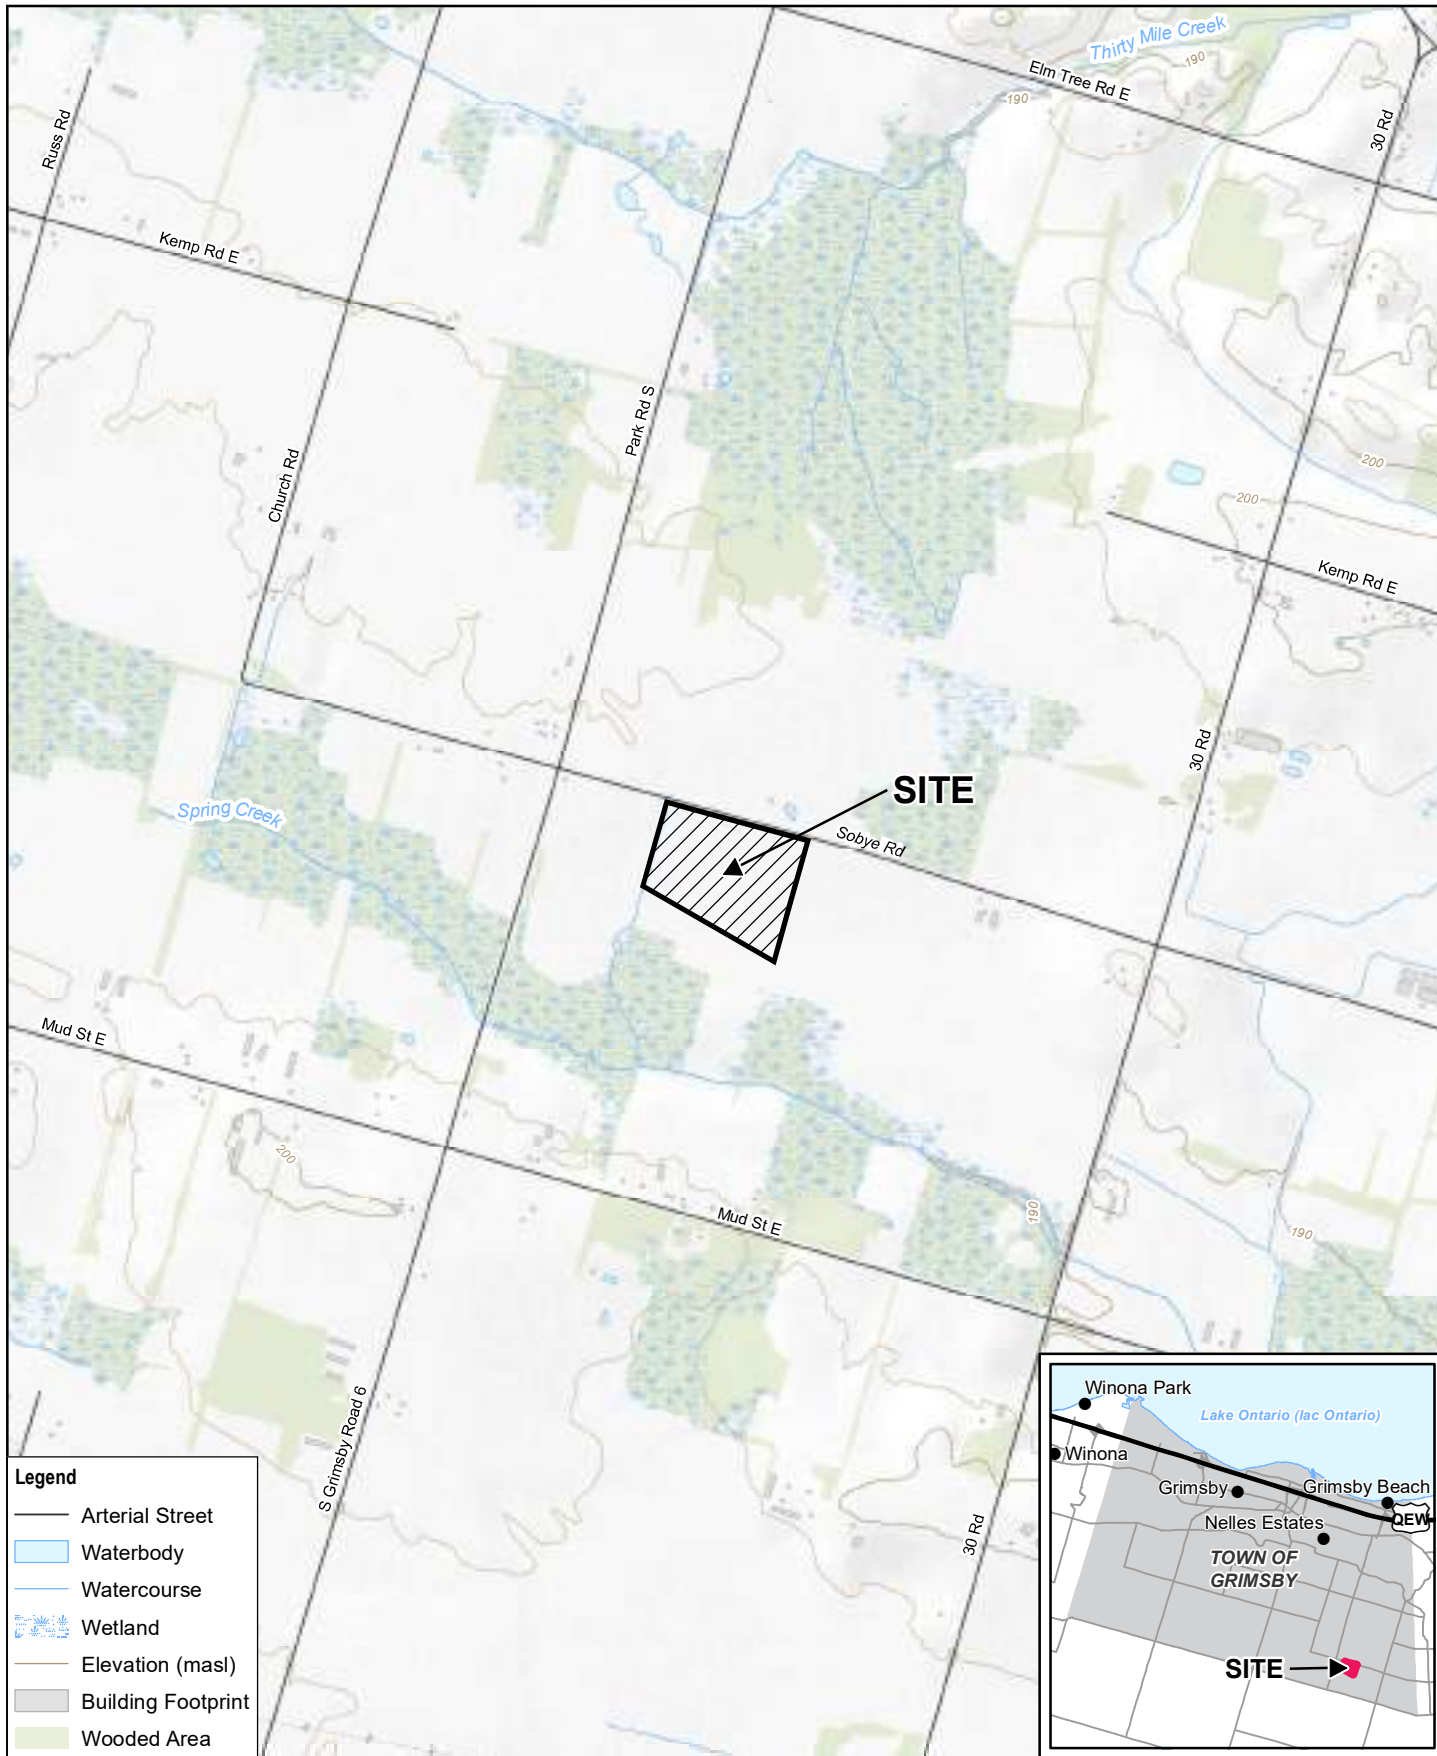 Thirty Mile Creek
190
Elm Tree Rd E
190
30 Rd
Russ Rd
Kemp Rd E
Park Rd S
Church Rd
200
200
Kemp Rd E
30 Rd
SITE
Spring Creek
Sobye Rd
Mud St E
200
Mud St E
190
190
S Grimsby Road 6
30 Rd
Legend
Arterial Street
Waterbody
Watercourse
Wetland
Elevation (masl)
Building Footprint
Wooded Area
Winona Park
Lake Ontario (lac Ontario)
Winona
Grimsby
Grimsby Beach
QEW
Nelles Estates
TOWN OF
GRIMSBY
SITE